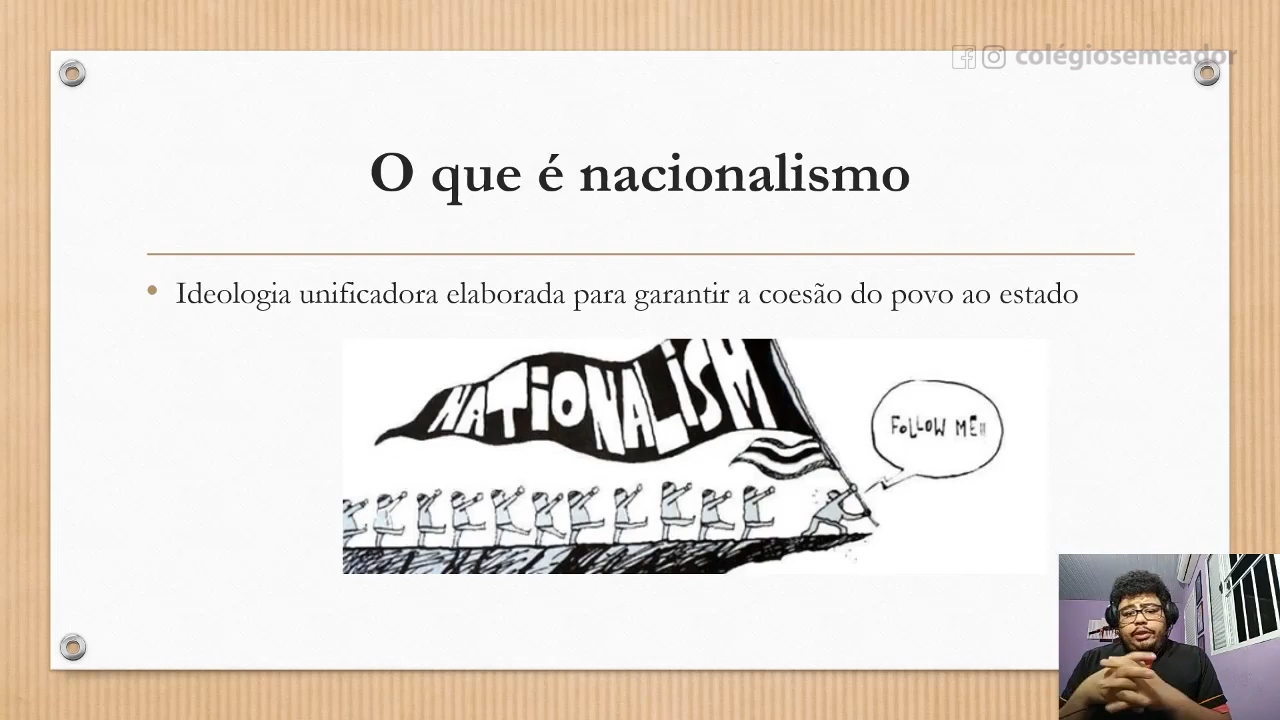 colégiosemeador
O que é nacionalismo
Ideologia unificadora elaborada para garantir a coesão do povo ao estado
NATiONALiSM
FOLLOW ME!!